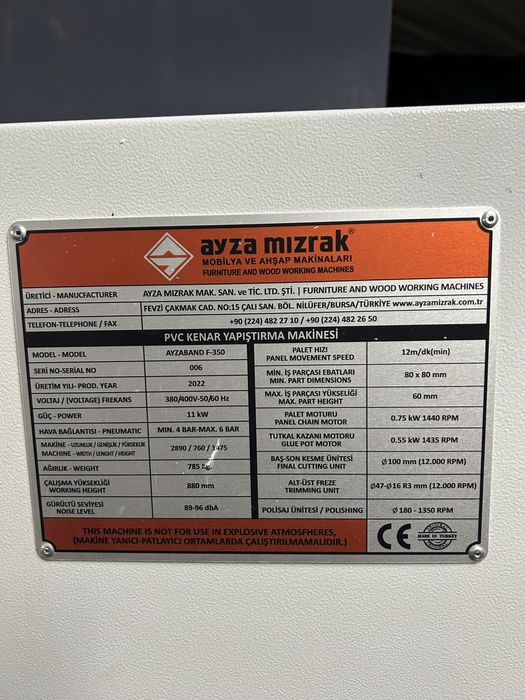 ayza mızrak®
MOBİLYA VE AHŞAP MAKİNALARI
FURNITURE AND WOOD WORKING MACHINES
ÜRETİCİ - MANUCFACTURER AYZA MIZRAK MAK. SAN. ve TİC. LTD. ŞTİ. | FURNITURE AND WOOD WORKING MACHINES
ADRES - ADRESS FEVZİ ÇAKMAK CAD. NO:15 ÇALI SAN. BÖL. NİLÜFER/BURSA/TÜRKİYE www.ayzamizrak.com.tr
TELEFON-TELEPHONE / FAX +90 (224) 482 27 10 / +90 (224) 482 26 50
PVC KENAR YAPIŞTIRMA MAKİNESİ
MODEL - MODEL AYZABAND F-350
SERİ NO-SERIAL NO 006
ÜRETİM YILI- PROD. YEAR 2022
VOLTAJ / (VOLTAJ) FREKANS 380/400V-50/60 Hz
GÜÇ - POWER 11 kW
HAVA BAĞLANTISI - PNEUMATIC MİN. 4 BAR-MAX. 6 BAR
MAKİNE - UZUNLUK / GENİŞLİK / YÜKSEKLİK
MACHINE - WIDTH / LENGHT / HEIGHT 2890 / 760 / 1475
AĞIRLIK - WEIGHT 785 Kg.
ÇALIŞMA YÜKSEKLİĞİ
WORKING HEIGHT 880 mm
GÜRÜLTÜ SEVİYESİ
NOISE LEVEL 89-96 dbA
PALET HIZI
PANEL MOVEMENT SPEED 12m/dk(min)
MİN. İŞ PARÇASI EBATLARI
MİN. PART DIMENSIONS 80 x 80 mm
MAX. İŞ PARÇASI YÜKSEKLİĞİ
MAX. PART HEIGHT 60 mm
PALET MOTURU
PANEL CHAIN MOTOR 0.75 kW 1440 RPM
TUTKAL KAZANI MOTORU
GLUE POT MOTOR 0.55 kW 1435 RPM
BAŞ-SON KESME ÜNİTESİ
FINAL CUTTING UNIT Ø100 mm (12.000 RPM)
ALT-ÜST FREZE
TRIMMING UNIT Ø47-Ø16 R3 mm (12.000 RPM)
POLİSAJ ÜNİTESİ / POLISHING Ø 180 - 1350 RPM
THIS MACHINE IS NOT FOR USE IN EXPLOSIVE ATMOSFHERES,
(MAKİNE YANICI-PATLAYICI ORTAMLARDA ÇALIŞTIRILMAMALIDIR.)
CE
MADE IN TURKEY